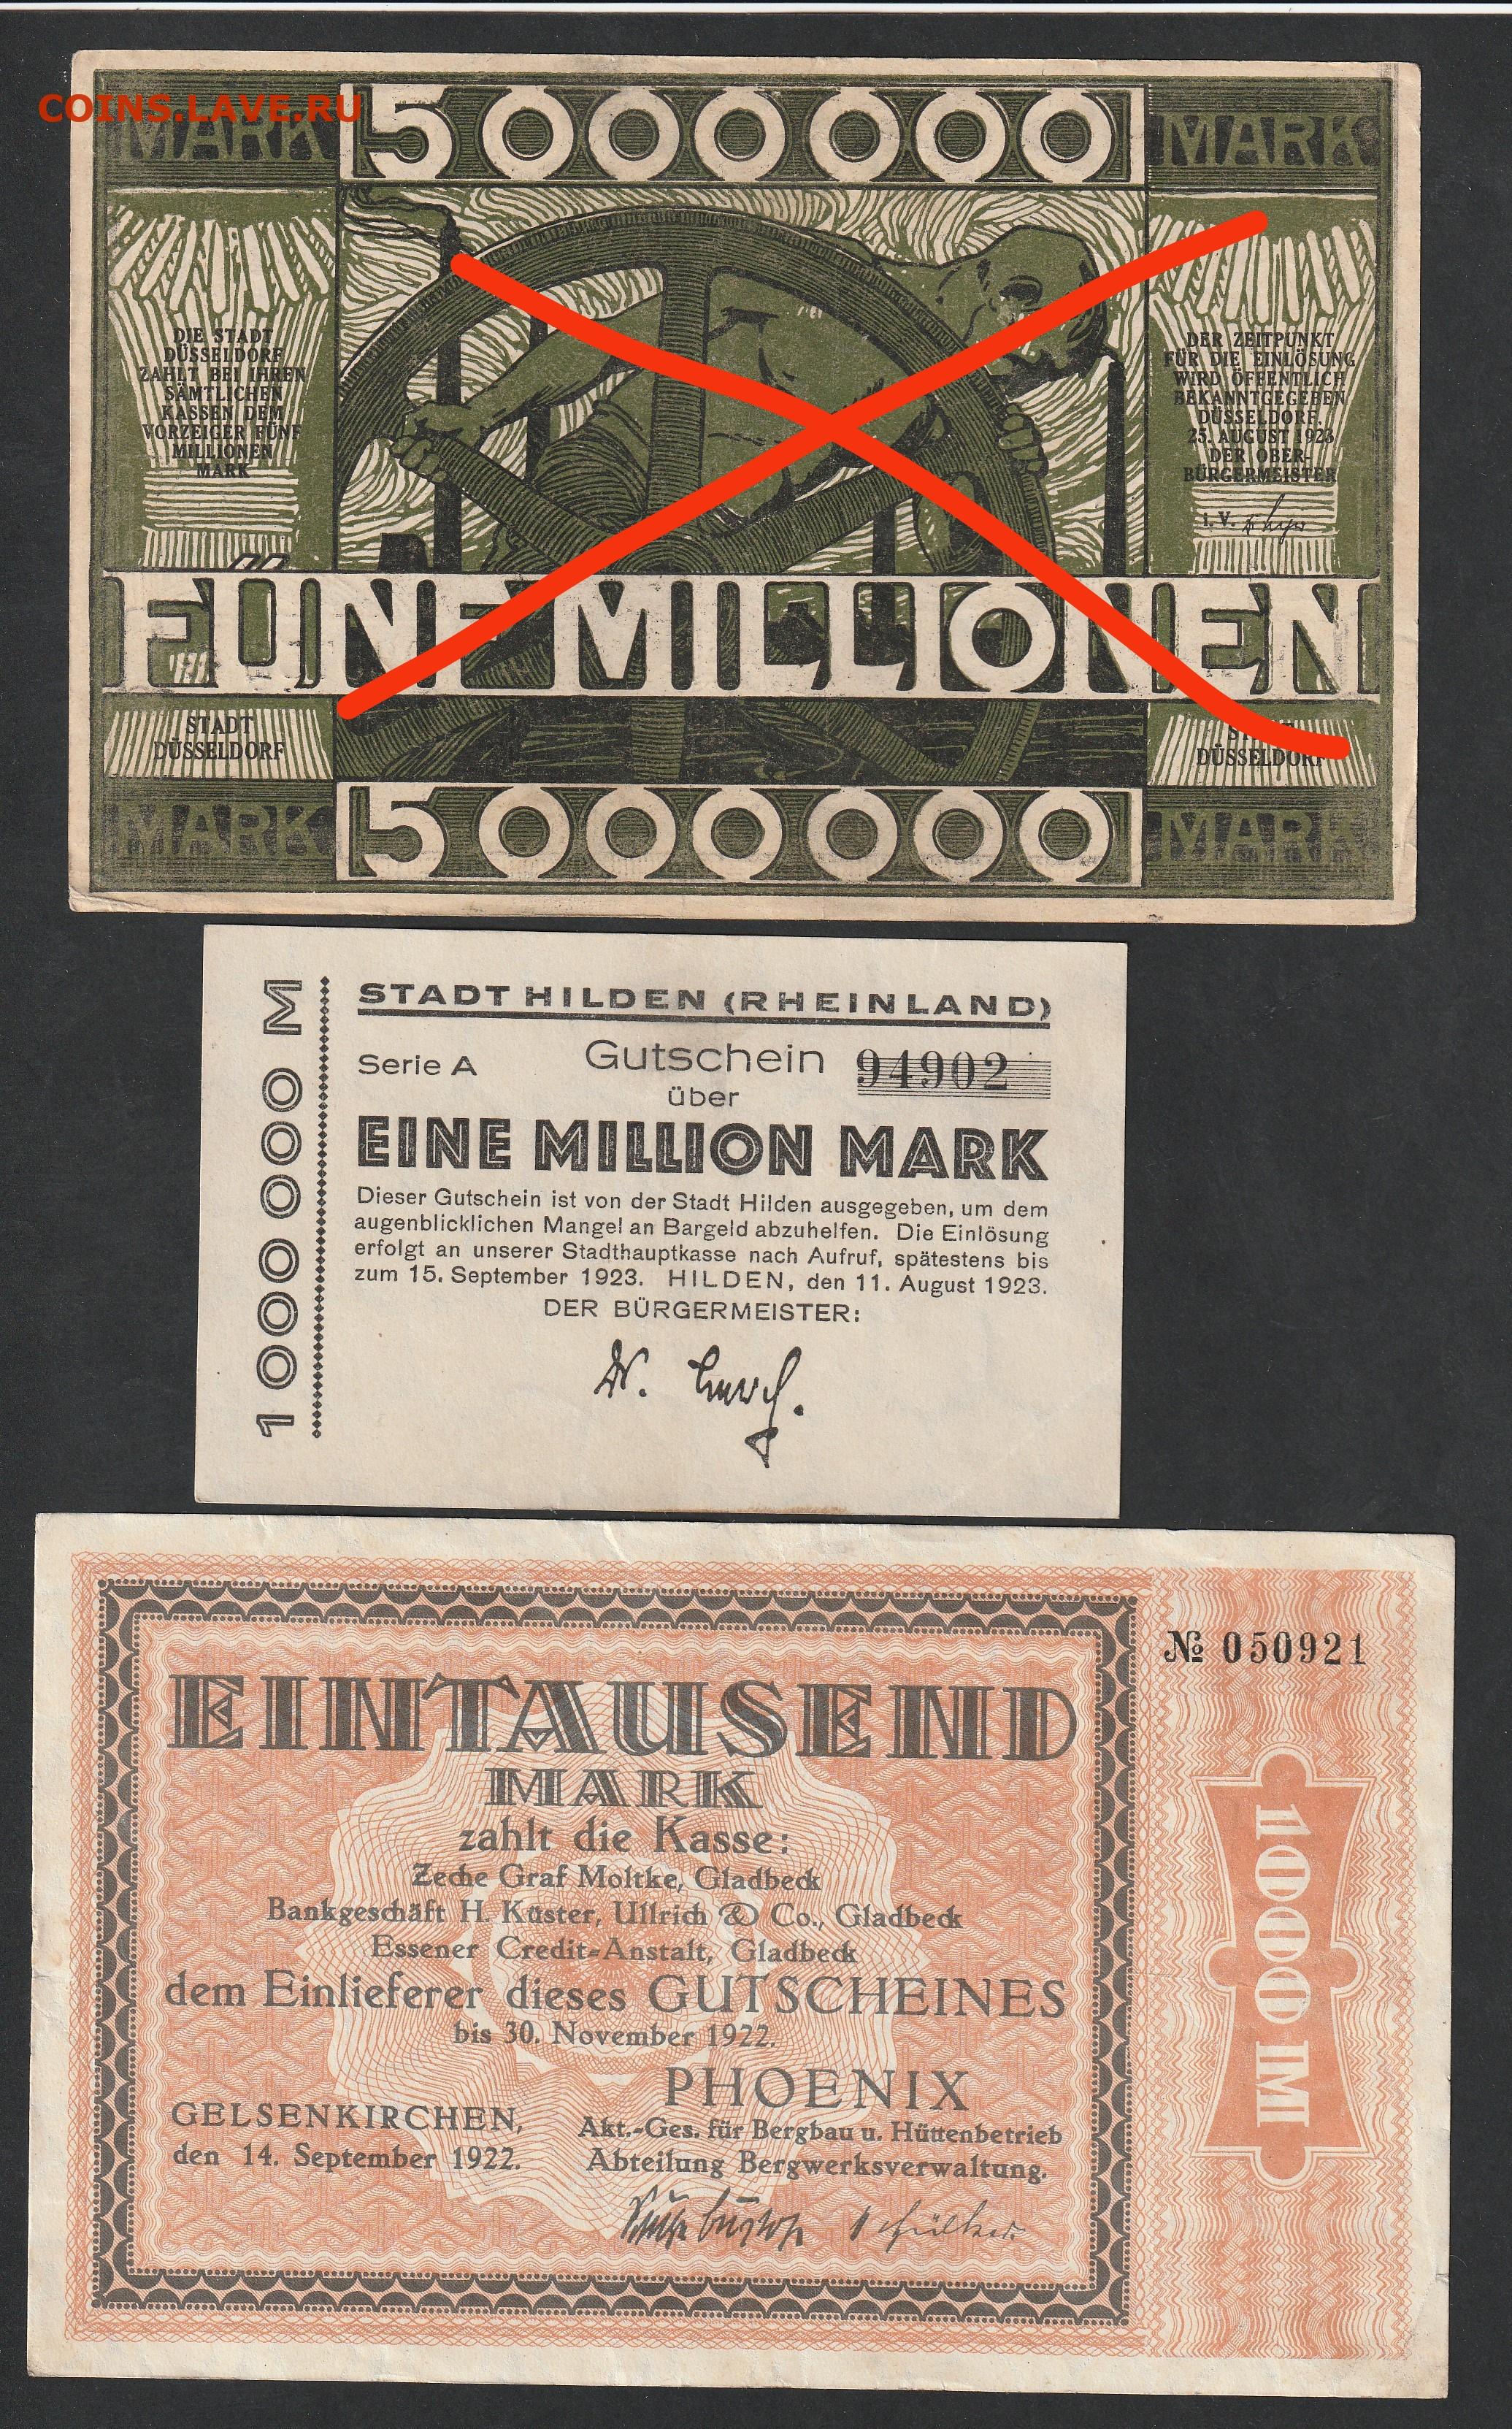 COINS.LAVE.RU
MARK 5000000 MARK
DIE STADT
DÜSSELDORF
ZAHLT BEI IHREN
SÄMTLICHEN
KASSEN DEM
VORZEIGER FÜNF
MILLIONEN
MARK
DER ZEITPUNKT
FÜR DIE EINLÖSUNG
WIRD ÖFFENTLICH
BEKANNTGEGEBEN
DÜSSELDORF,
25. AUGUST 1923
DER OBER-
BÜRGERMEISTER
i. V.
FÜNF MILLIONEN
STADT
DÜSSELDORF
STADT
DÜSSELDORF
MARK 5000000 MARK
1 000 000 M
STADT HILDEN (RHEINLAND)
Serie A Gutschein 94902
über
EINE MILLION MARK
Dieser Gutschein ist von der Stadt Hilden ausgegeben, um dem
augenblicklichen Mangel an Bargeld abzuhelfen. Die Einlösung
erfolgt an unserer Stadthauptkasse nach Aufruf, spätestens bis
zum 15. September 1923. HILDEN, den 11. August 1923.
DER BÜRGERMEISTER:
№ 050921
EINTAUSEND
MARK
zahlt die Kasse:
Zeche Graf Moltke, Gladbeck
Bankgeschäft H. Küster, Ullrich & Co., Gladbeck
Essener Credit-Anstalt, Gladbeck
dem Einlieferer dieses GUTSCHEINES
bis 30. November 1922.
PHOENIX
Akt.-Ges. für Bergbau u. Hüttenbetrieb
Abteilung Bergwerksverwaltung.
GELSENKIRCHEN,
den 14. September 1922.
1000 M